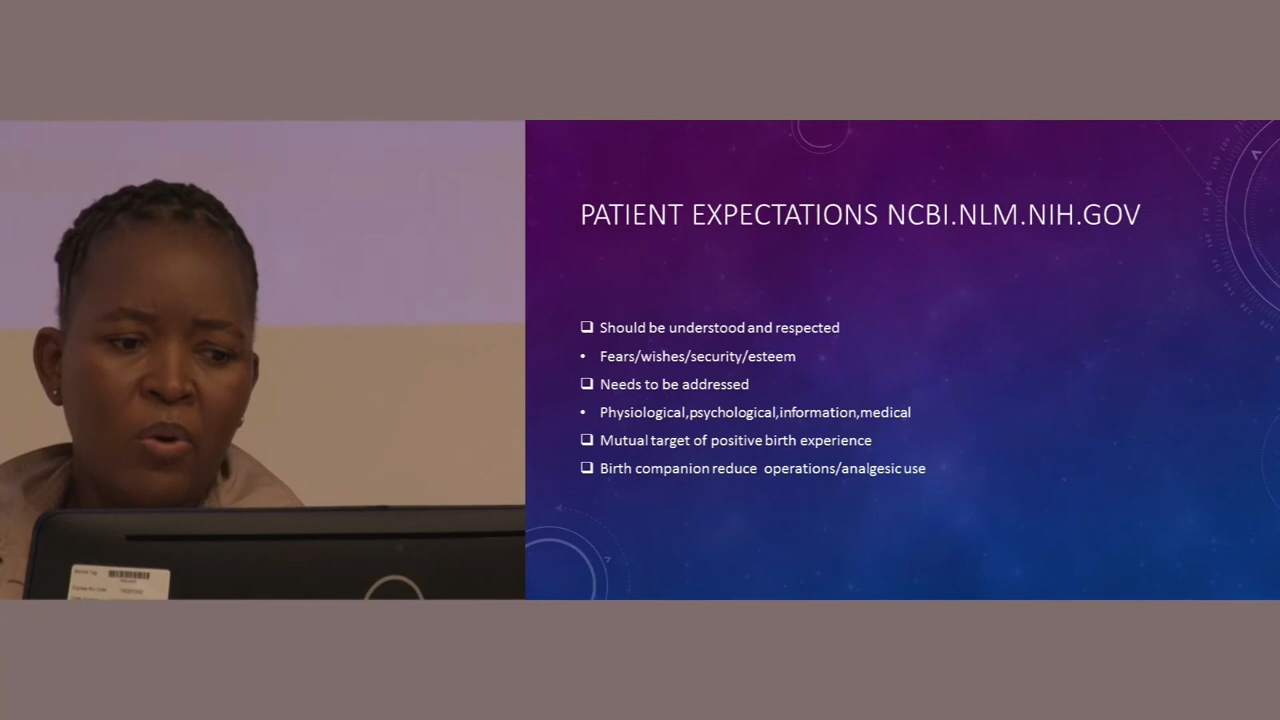 PATIENT EXPECTATIONS NCBI.NLM.NIH.GOV
Should be understood and respected
Fears/wishes/security/esteem
Needs to be addressed
Physiological,psychological,information,medical
Mutual target of positive birth experience
Birth companion reduce operations/analgesic use